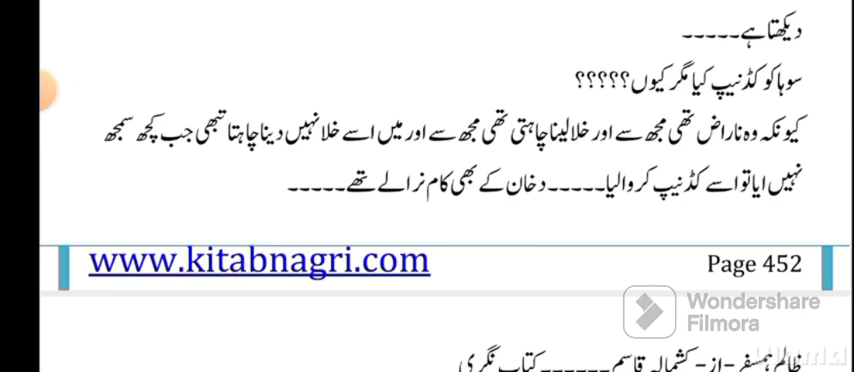 دیکھتا ہے-----
سوہا کو کڈنیپ کیا مگر کیوں ؟؟؟؟؟
کیونکہ وہ ناراض تھی مجھ سے اور خلا لینا چاہتی تھی مجھ سے اور میں اسے خلا نہیں دینا چاہتا تبھی جب کچھ سمجھ
نہیں ایا تو اسے کڈنیپ کروا لیا-----دخان کے بھی کام نرالے تھے-----
www.kitabnagri.com Page 452
Wondershare
Filmora
ظالم ہمسفر-از-کشمالہ قاسم------کتاب نگری